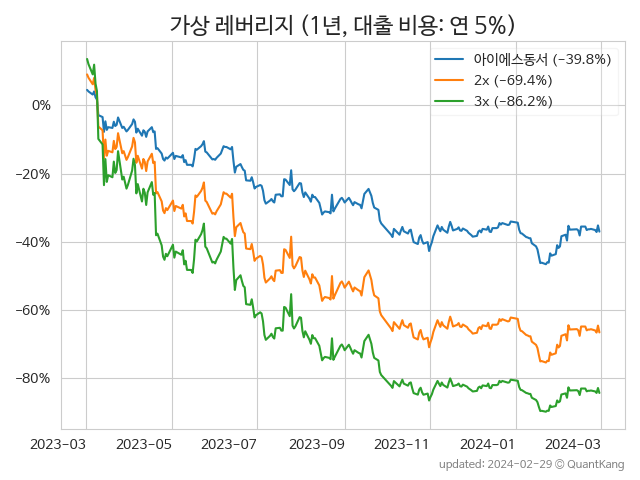 가상 레버리지 (1년, 대출 비용: 연 5%)
아이에스동서 (−39.8%)
2x (−69.4%)
3x (−86.2%)
0%
−20%
−40%
−60%
−80%
2023-03 2023-05 2023-07 2023-09 2023-11 2024-01 2024-03
updated: 2024-02-29 © QuantKang